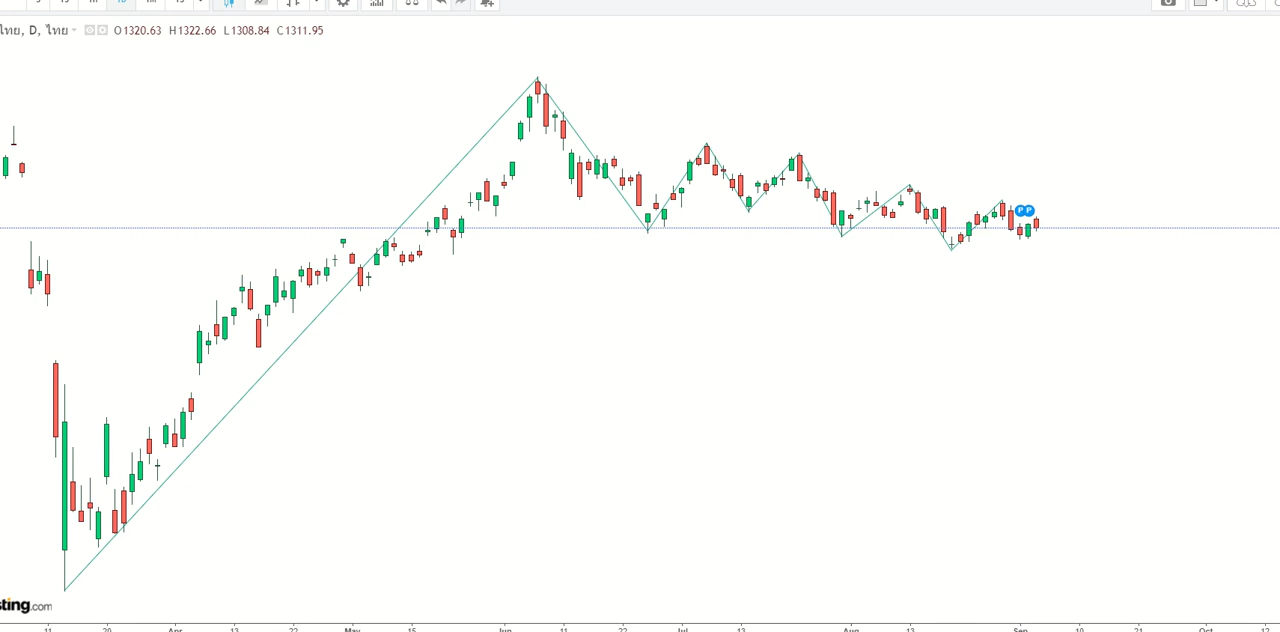 ไทย, D, ไทย O1320.63 H1322.66 L1308.84 C1311.95
P P
sting.com
11 20 Apr 13 22 May 15 Jun 11 22 Jul 13 Aug 13 Sep 10 21 Oct 12